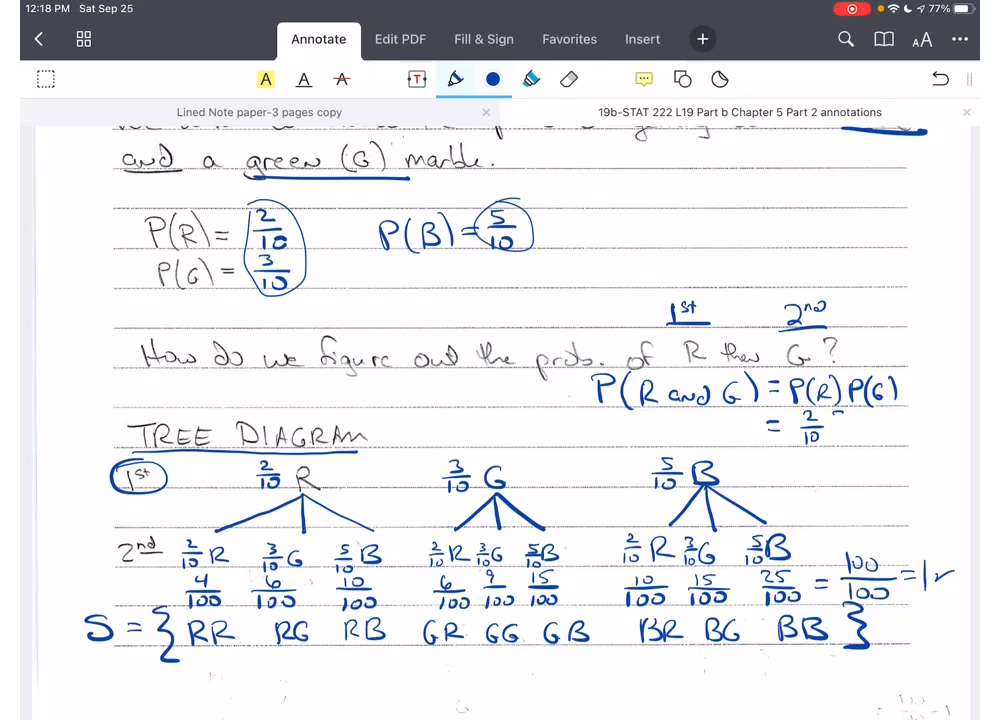 12:18 PM Sat Sep 25 77%
Annotate Edit PDF Fill & Sign Favorites Insert
A A A T
Lined Note paper-3 pages copy 19b-STAT 222 L19 Part b Chapter 5 Part 2 annotations
and a green (G) marble.
P(R) = 2/10 P(B) = 5/10
P(G) = 3/10
1st 2nd
How do we figure out the prob. of R then G?
P(R and G) = P(R) P(G)
= 2/10
TREE DIAGRAM
1st 2/10 R 3/10 G 5/10 B
2nd 2/10 R 3/10 G 5/10 B 2/10 R 3/10 G 5/10 B 2/10 R 3/10 G 5/10 B
4/100 6/100 10/100 6/100 9/100 15/100 10/100 15/100 25/100 = 100/100 = 1 ✓
S = { RR RG RB GR GG GB BR BG BB }